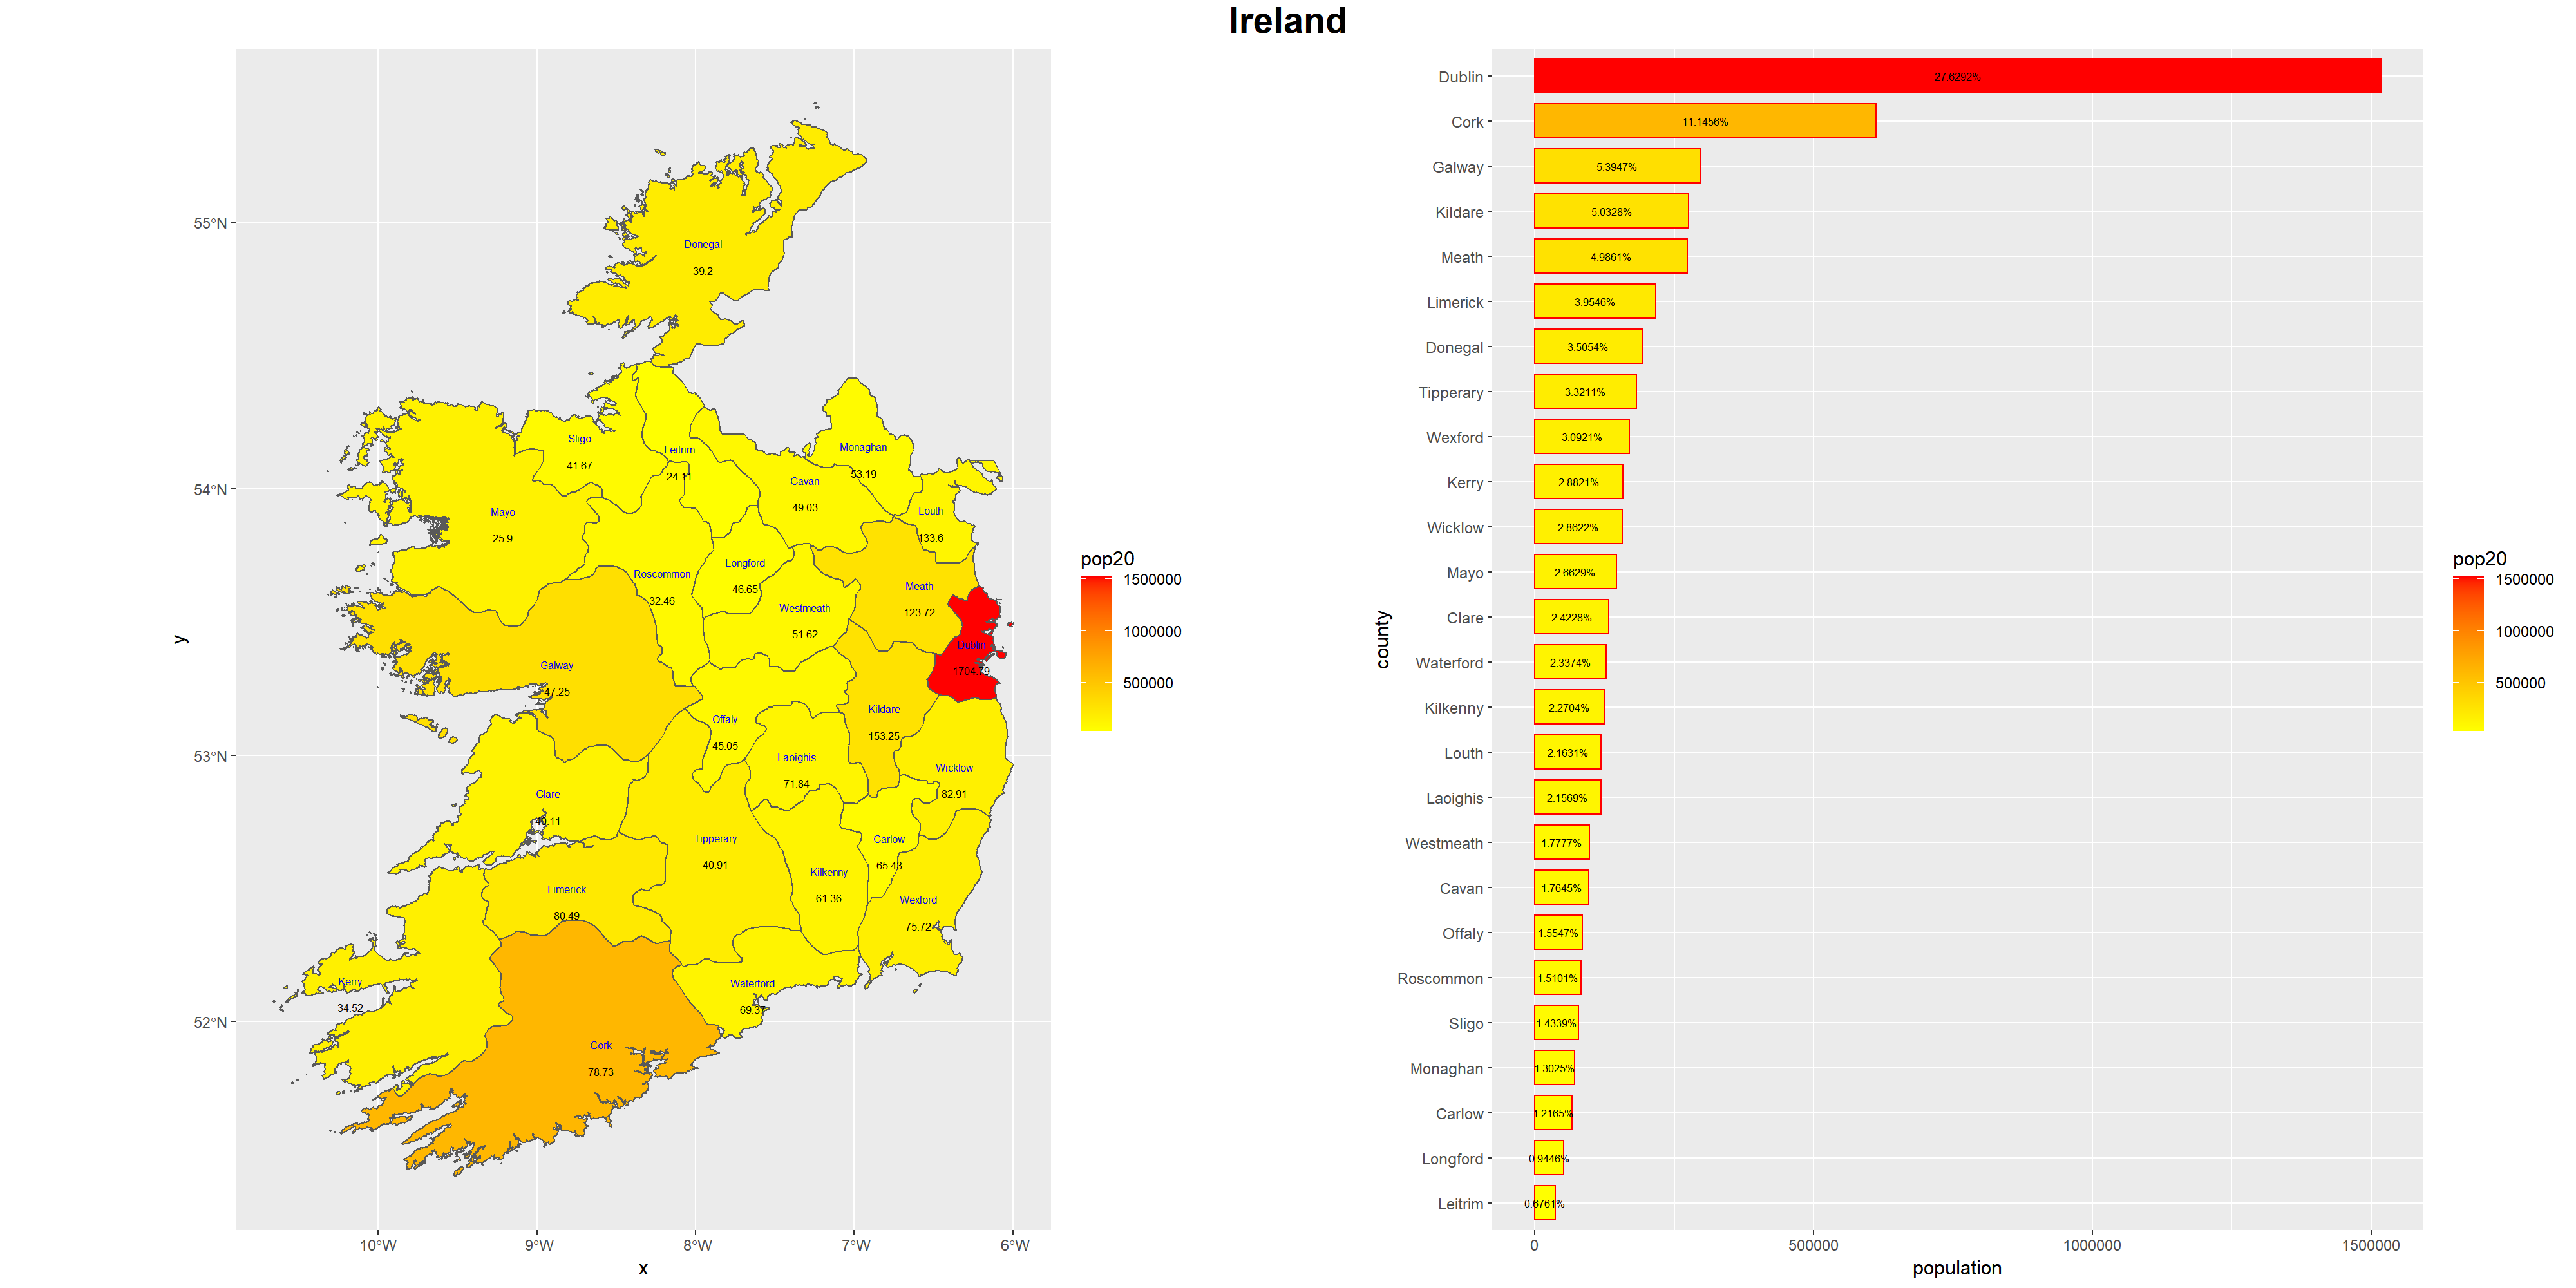 Ireland
55°N
54°N
53°N
52°N
y
10°W
9°W
8°W
7°W
6°W
x
Donegal
39.2
Sligo
41.67
Leitrim
24.11
Monaghan
53.19
Cavan
49.03
Louth
133.6
Mayo
25.9
Longford
46.65
Roscommon
32.46
Meath
123.72
Westmeath
51.62
Dublin
1704.79
Galway
47.25
Kildare
153.25
Offaly
45.05
Laoighis
71.84
Wicklow
82.91
Clare
40.11
Tipperary
40.91
Carlow
65.43
Kilkenny
61.36
Limerick
80.49
Wexford
75.72
Kerry
34.52
Waterford
69.37
Cork
78.73
pop20
1500000
1000000
500000
county
Dublin 27.6292%
Cork 11.1456%
Galway 5.3947%
Kildare 5.0328%
Meath 4.9861%
Limerick 3.9546%
Donegal 3.5054%
Tipperary 3.3211%
Wexford 3.0921%
Kerry 2.8821%
Wicklow 2.8622%
Mayo 2.6629%
Clare 2.4228%
Waterford 2.3374%
Kilkenny 2.2704%
Louth 2.1631%
Laoighis 2.1569%
Westmeath 1.7777%
Cavan 1.7645%
Offaly 1.5547%
Roscommon 1.5101%
Sligo 1.4339%
Monaghan 1.3025%
Carlow 1.2165%
Longford 0.9446%
Leitrim 0.6761%
0
500000
1000000
1500000
population
pop20
1500000
1000000
500000